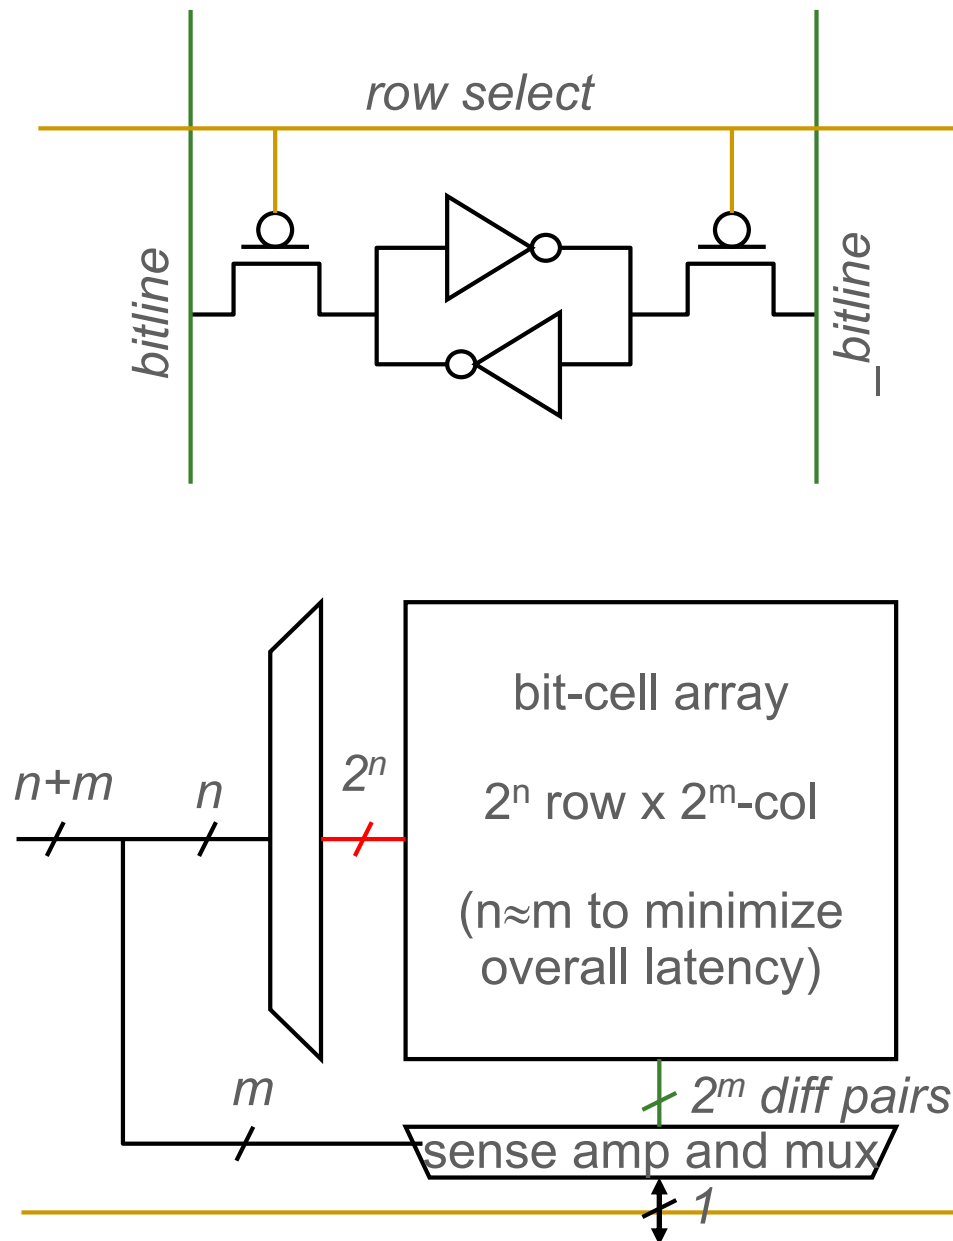 row select
bitline
_bitline
bit-cell array
n+m
n
2ⁿ
2ⁿ row x 2ᵐ-col
(n≈m to minimize
overall latency)
m
2ᵐ diff pairs
sense amp and mux
1